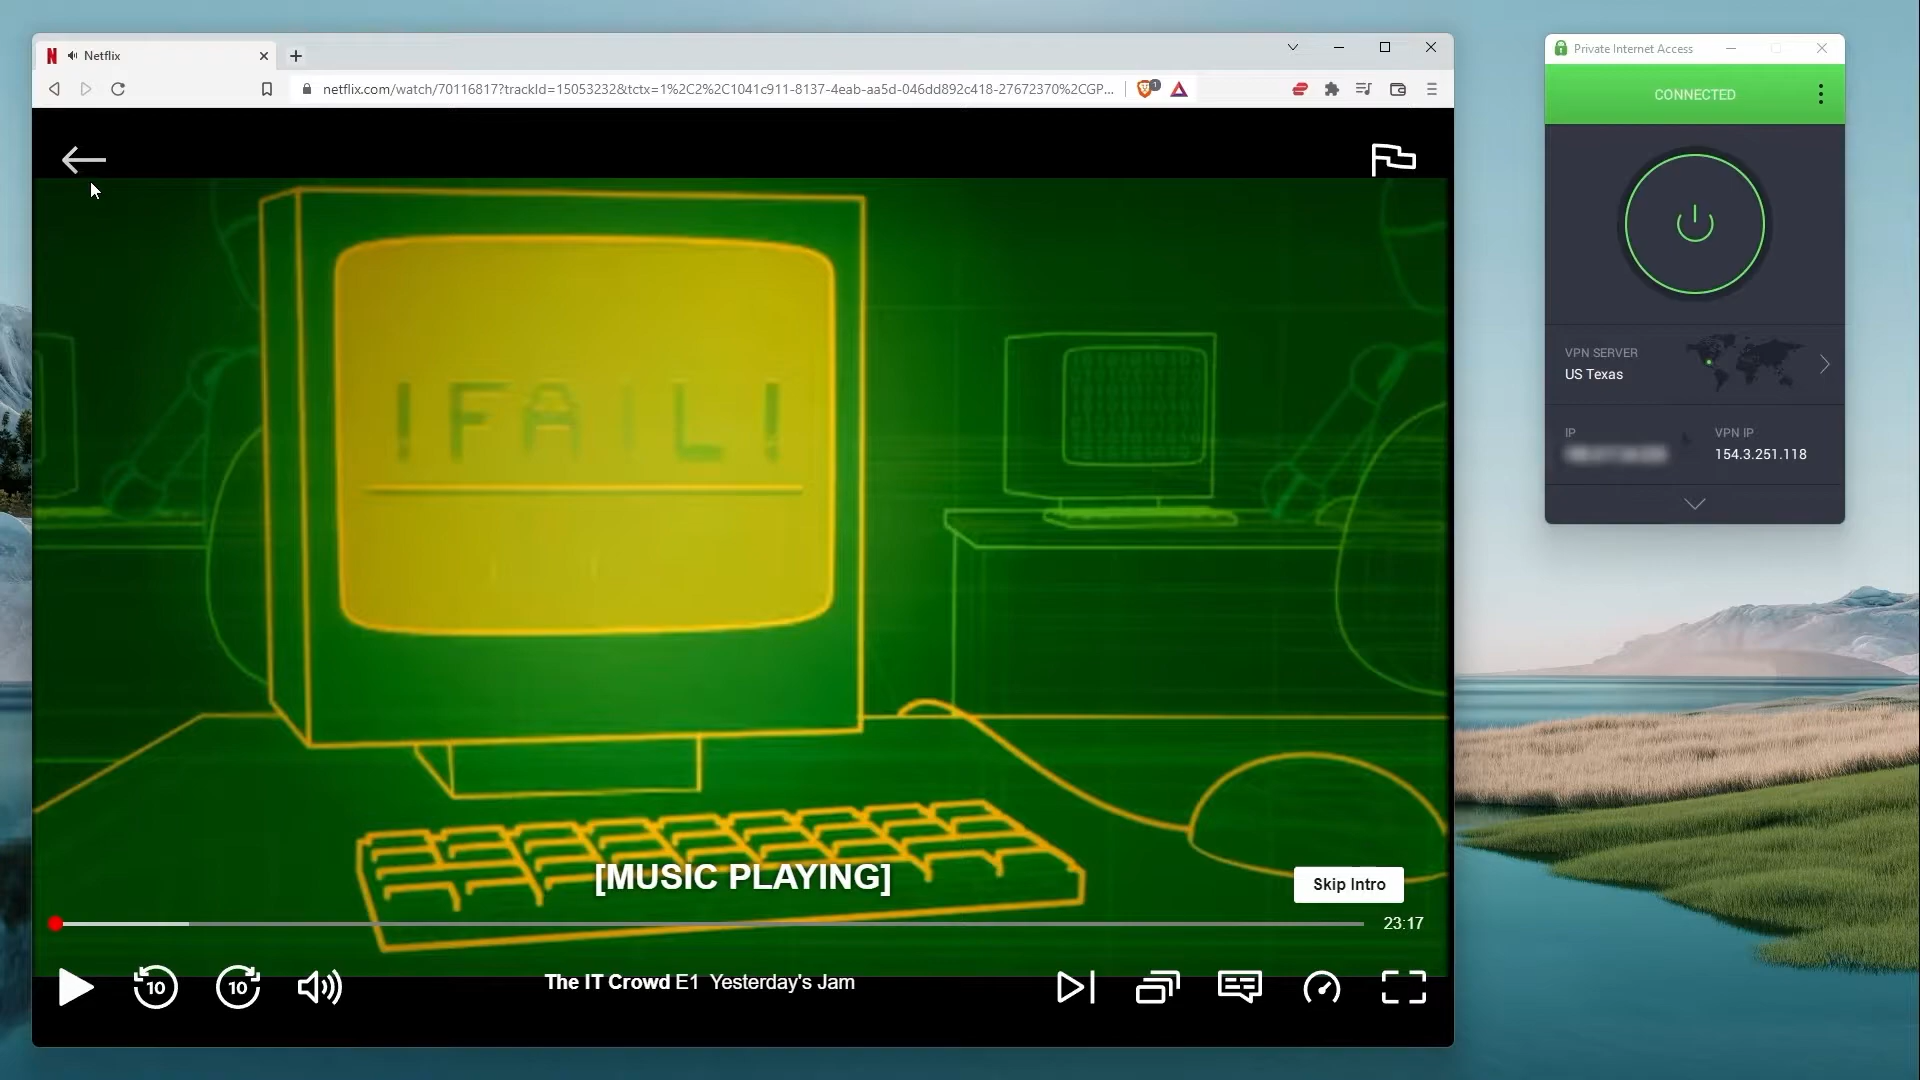 Netflix
netflix.com/watch/70116817?trackId=15053232&tctx=1%2C2%2C1041c911-8137-4eab-aa5d-046dd892c418-27672370%2CGP...
1
!FAIL!
[MUSIC PLAYING]
Skip Intro
23:17
10
10
The IT Crowd E1 Yesterday's Jam
Private Internet Access
CONNECTED
VPN SERVER
US Texas
IP
VPN IP
154.3.251.118